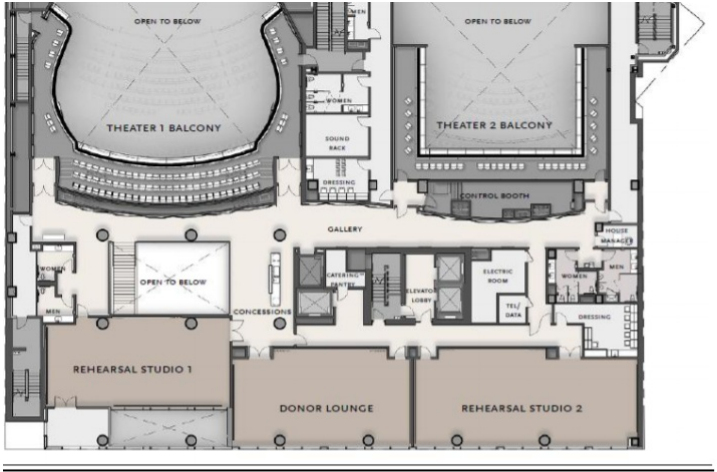 OPEN TO BELOW
MEN
OPEN TO BELOW
WOMEN
THEATER 1 BALCONY
THEATER 2 BALCONY
SOUND
RACK
DRESSING
CONTROL BOOTH
GALLERY
HOUSE
MANAGER
WOMEN
OPEN TO BELOW
CATERING
PANTRY
ELEVATOR
LOBBY
ELECTRIC
ROOM
WOMEN
MEN
TEL/
DATA
MEN
CONCESSIONS
DRESSING
REHEARSAL STUDIO 1
DONOR LOUNGE
REHEARSAL STUDIO 2